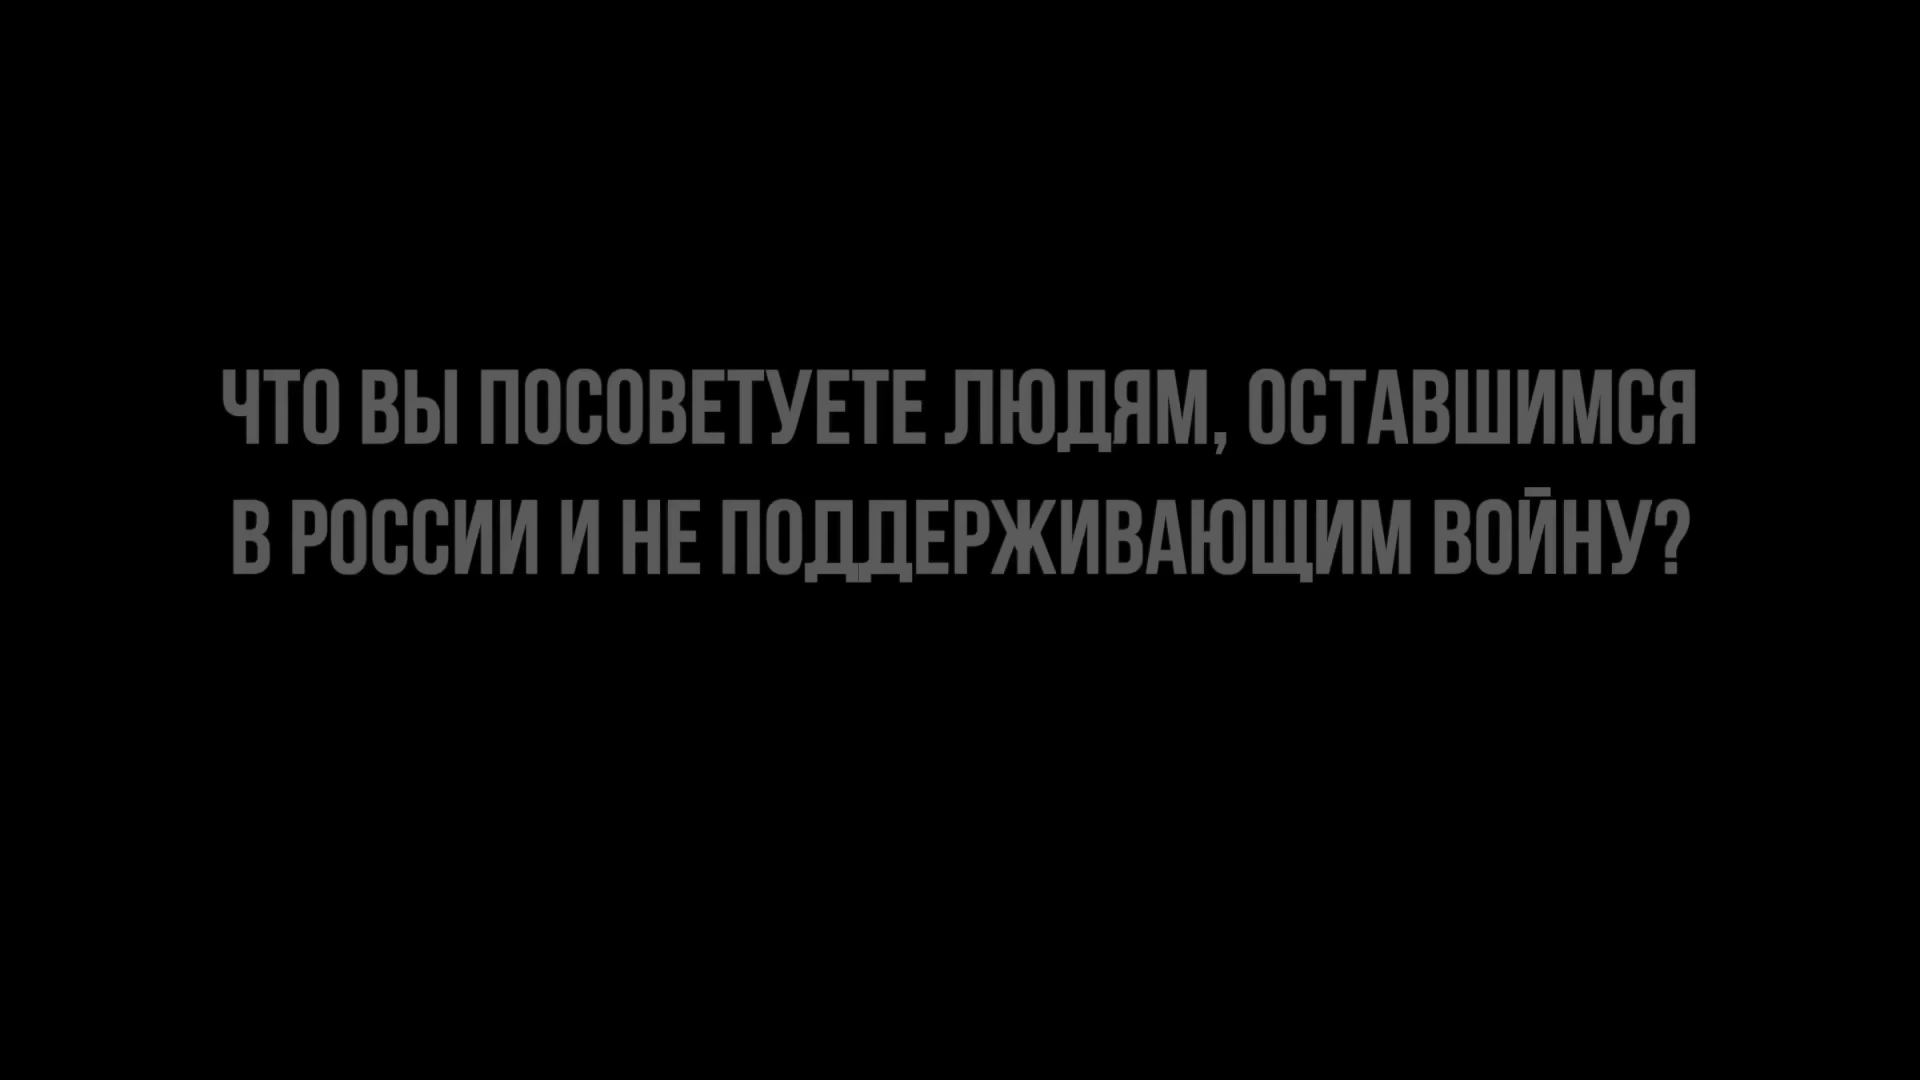 ЧТО ВЫ ПОСОВЕТУЕТЕ ЛЮДЯМ, ОСТАВШИМСЯ
В РОССИИ И НЕ ПОДДЕРЖИВАЮЩИМ ВОЙНУ?